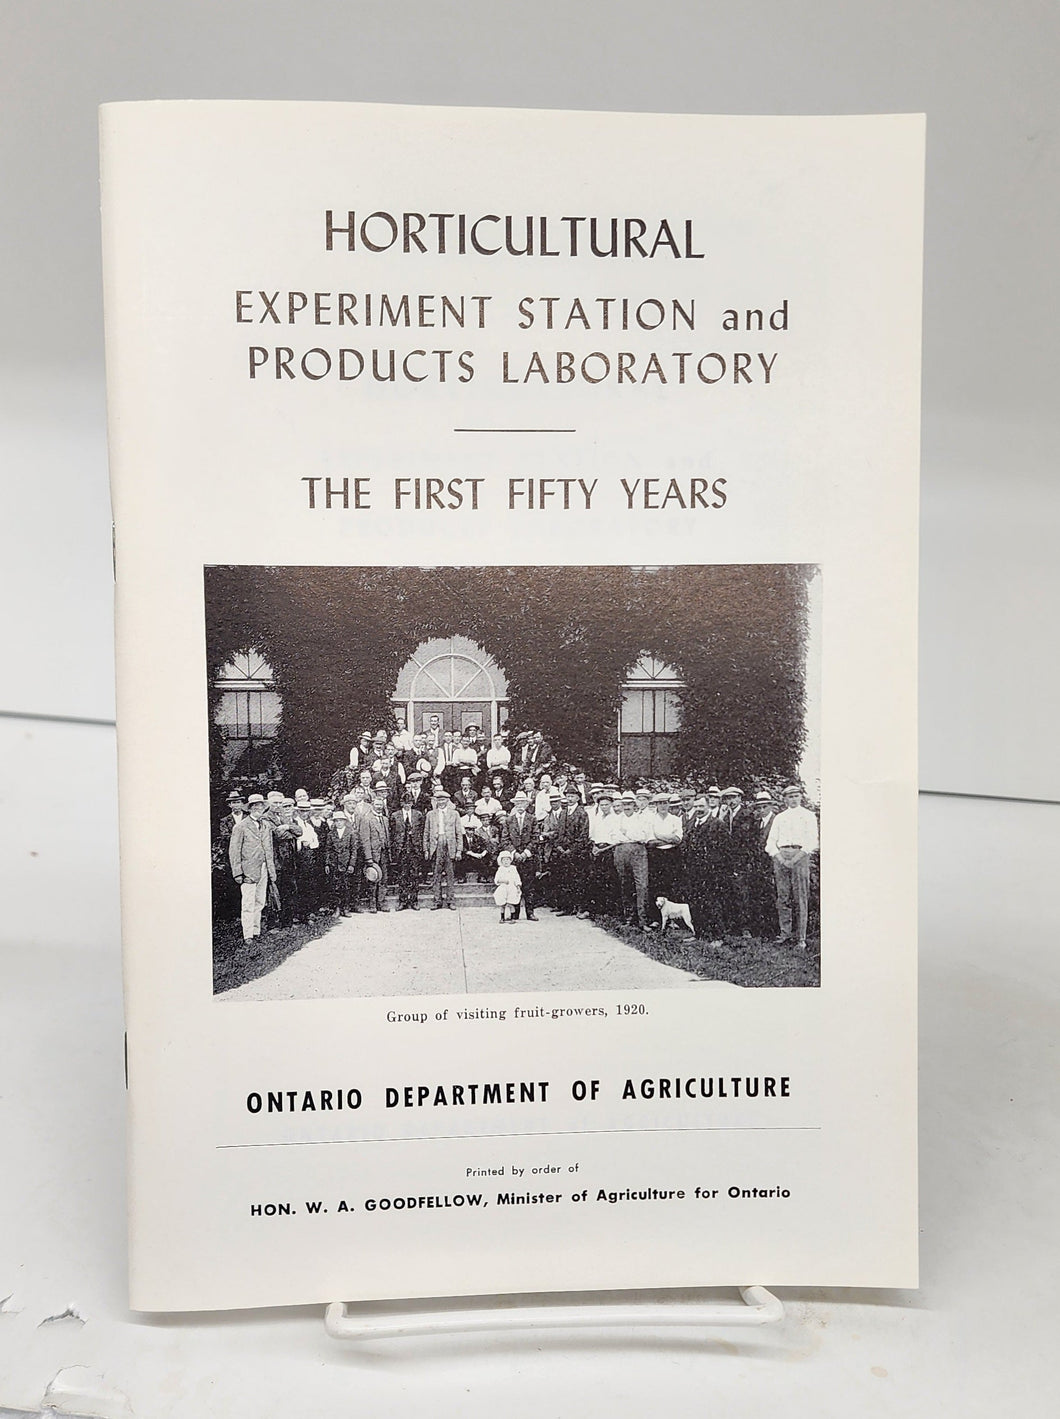 HORTICULTURAL
EXPERIMENT STATION and
PRODUCTS LABORATORY
THE FIRST FIFTY YEARS
Group of visiting fruit-growers, 1920.
ONTARIO DEPARTMENT OF AGRICULTURE
Printed by order of
HON. W. A. GOODFELLOW, Minister of Agriculture for Ontario